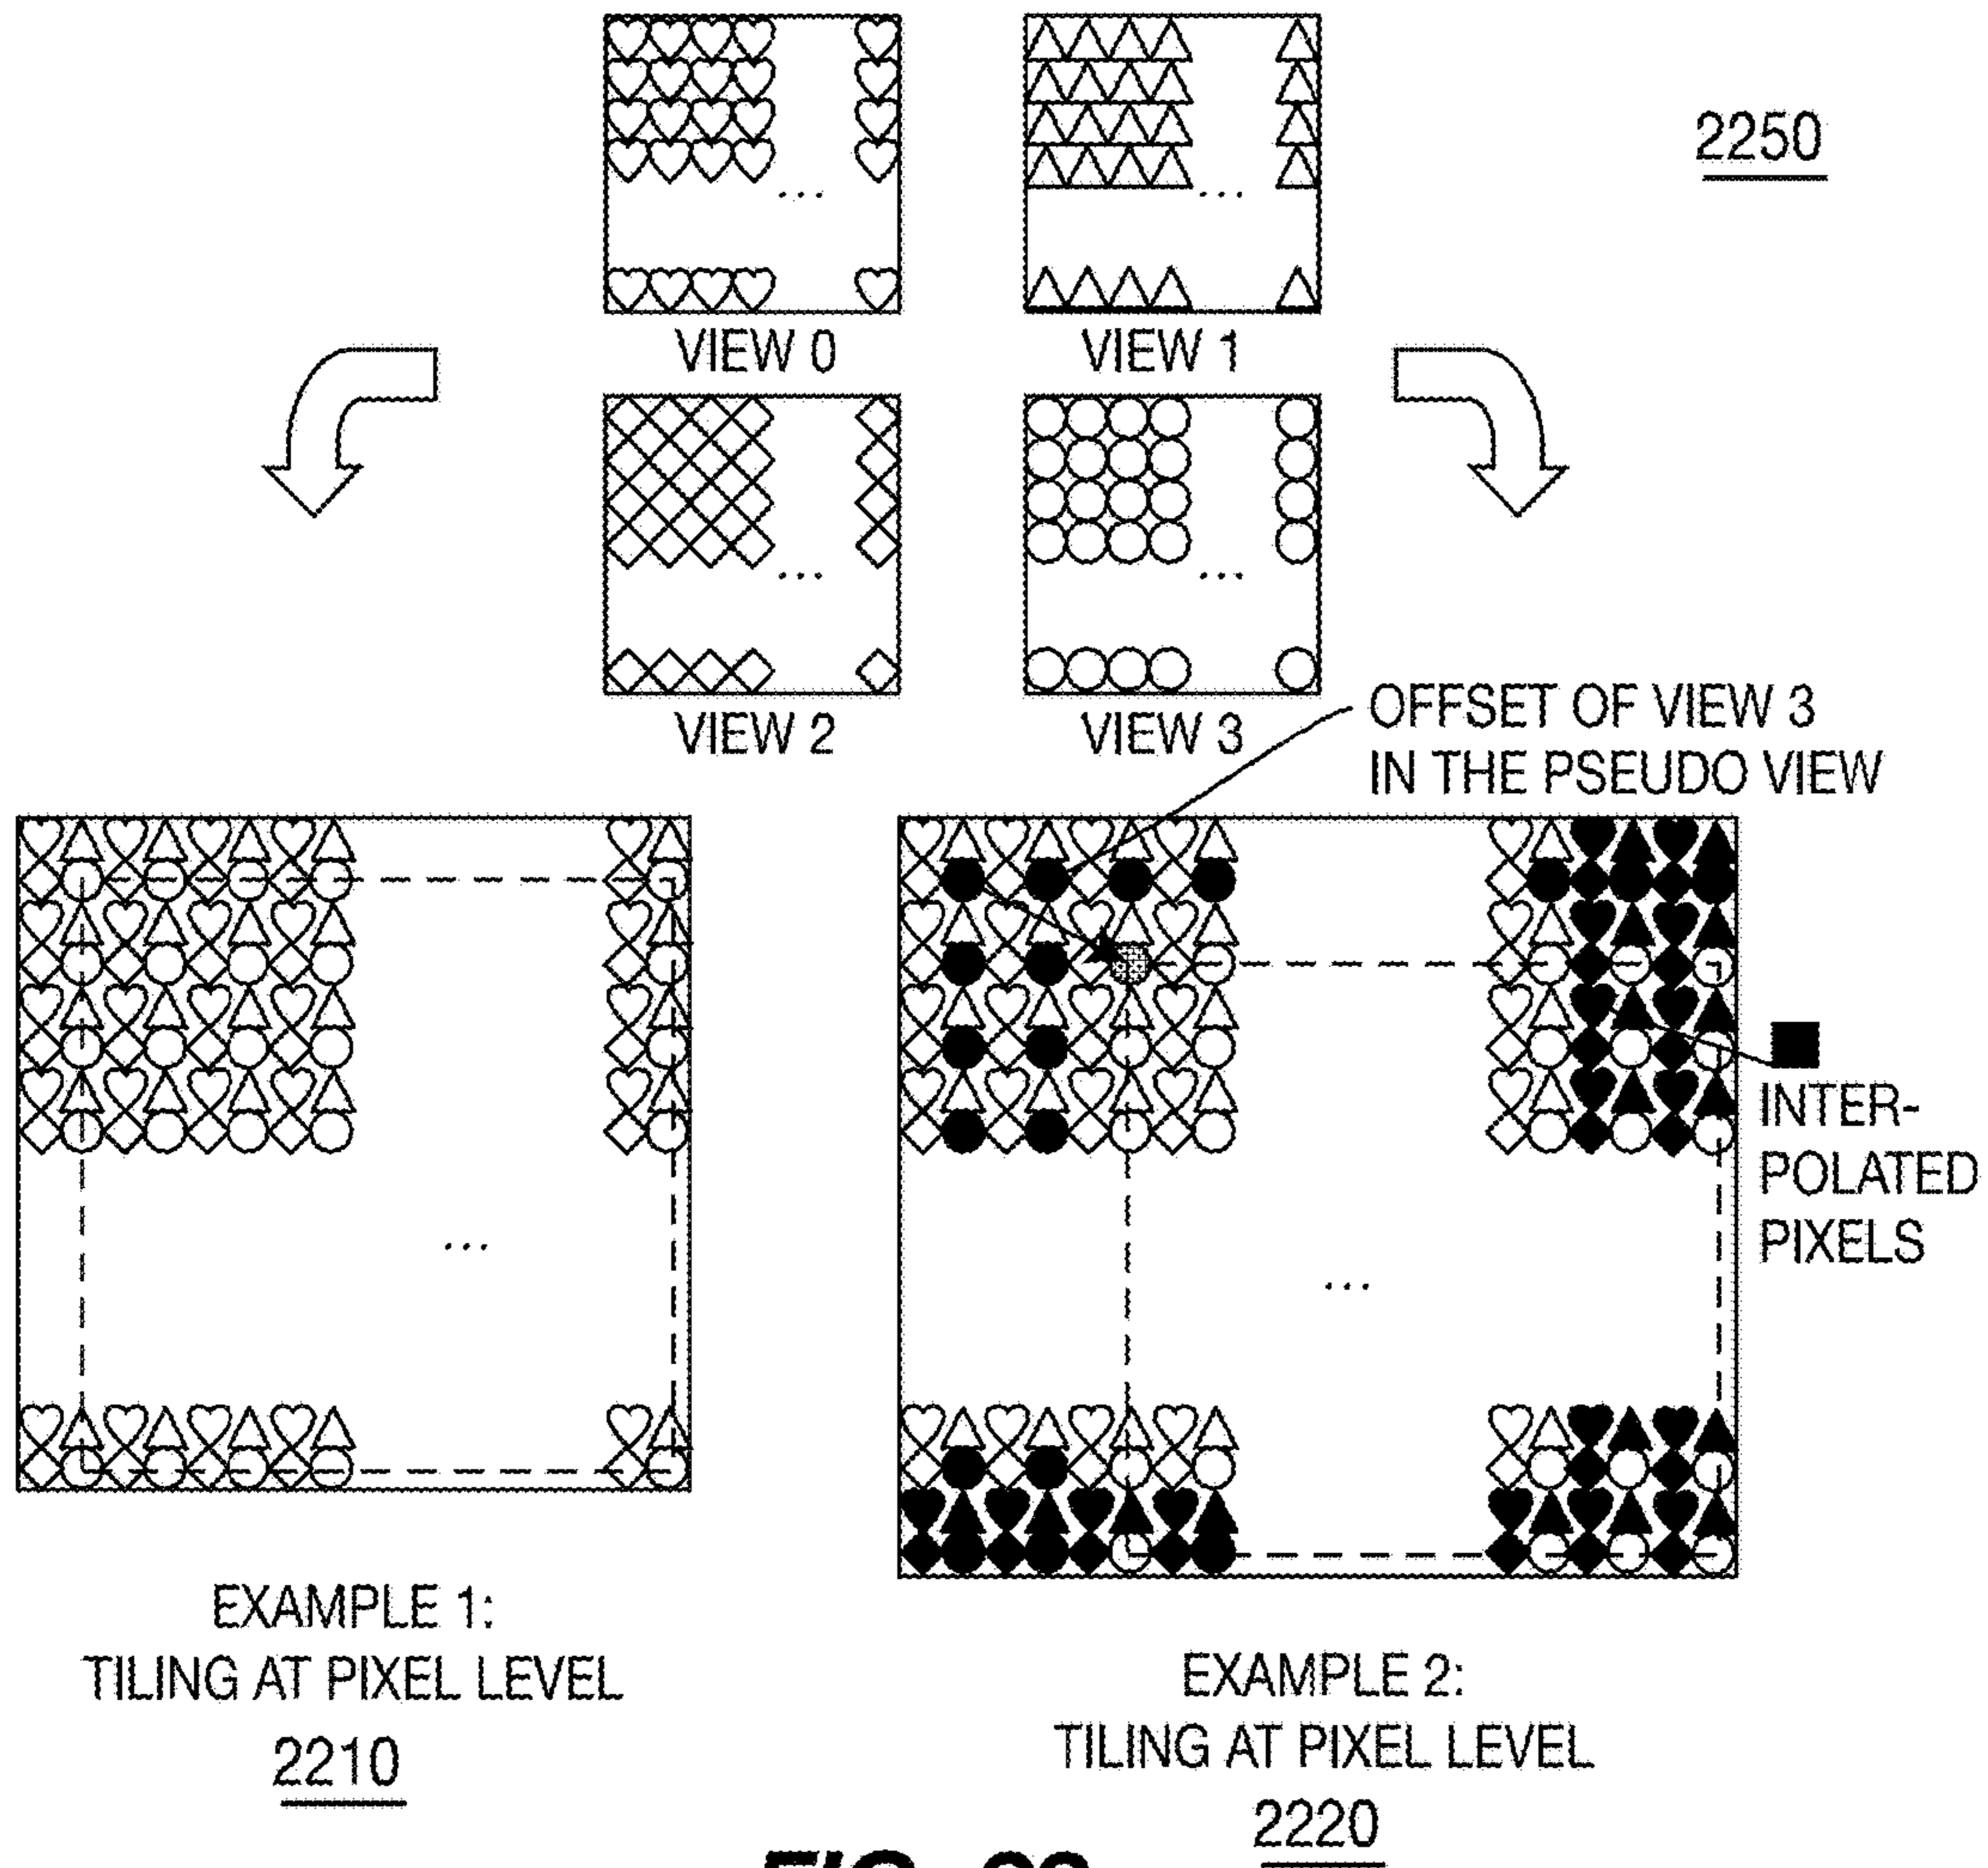 2250
VIEW 0
VIEW 1
...
...
VIEW 2
VIEW 3
...
...
OFFSET OF VIEW 3
IN THE PSEUDO VIEW
INTER-
POLATED
PIXELS
...
...
EXAMPLE 1:
TILING AT PIXEL LEVEL
2210
EXAMPLE 2:
TILING AT PIXEL LEVEL
2220